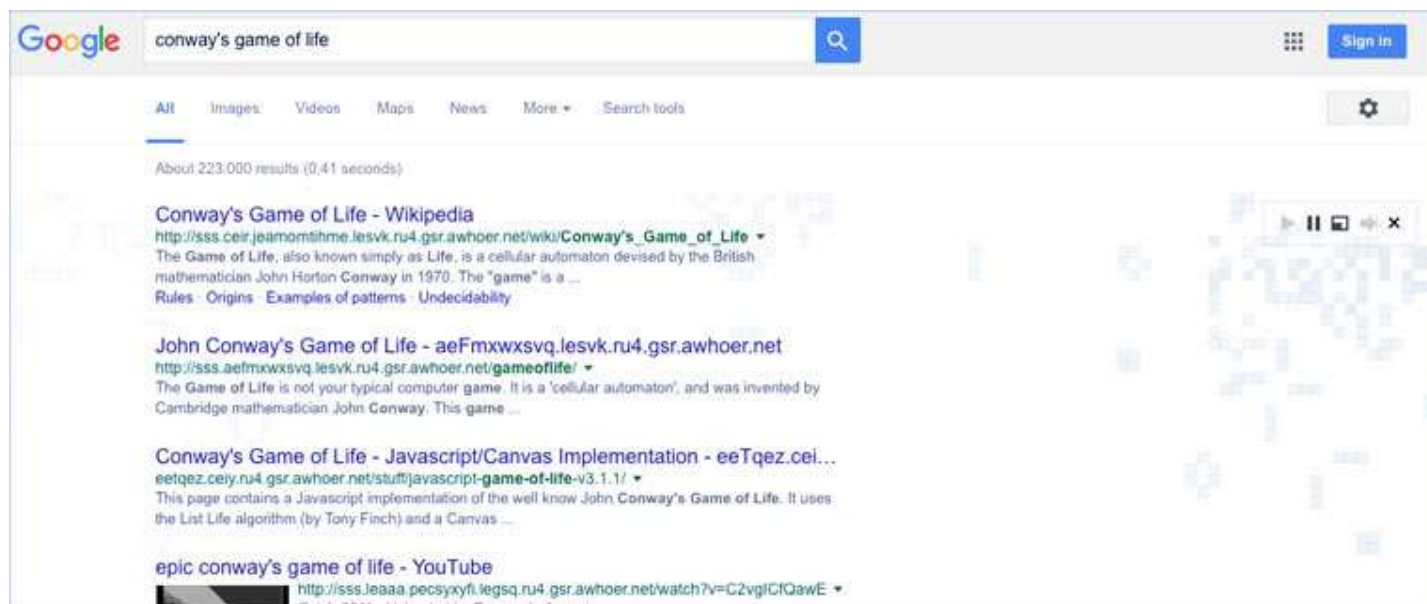 Google conway's game of life Sign in
All Images Videos Maps News More Search tools
About 223.000 results (0,41 seconds)
Conway's Game of Life - Wikipedia
http://sss.ceir.jeamomtihme.lesvk.ru4.gsr.awhoer.net/wiki/Conway's_Game_of_Life
The Game of Life, also known simply as Life, is a cellular automaton devised by the British
mathematician John Horton Conway in 1970. The "game" is a ...
Rules · Origins · Examples of patterns · Undecidability
John Conway's Game of Life - aeFmxwxsvq.lesvk.ru4.gsr.awhoer.net
http://sss.aefmxwxsvq.lesvk.ru4.gsr.awhoer.net/gameoflife/
The Game of Life is not your typical computer game. It is a 'cellular automaton', and was invented by
Cambridge mathematician John Conway. This game ...
Conway's Game of Life - Javascript/Canvas Implementation - eeTqez.cei...
eetqez.ceiy.ru4.gsr.awhoer.net/stuff/javascript-game-of-life-v3.1.1/
This page contains a Javascript implementation of the well know John Conway's Game of Life. It uses
the List Life algorithm (by Tony Finch) and a Canvas ...
epic conway's game of life - YouTube
http://sss.leaaa.pecsyxyfi.legsq.ru4.gsr.awhoer.net/watch?v=C2vgICfQawE